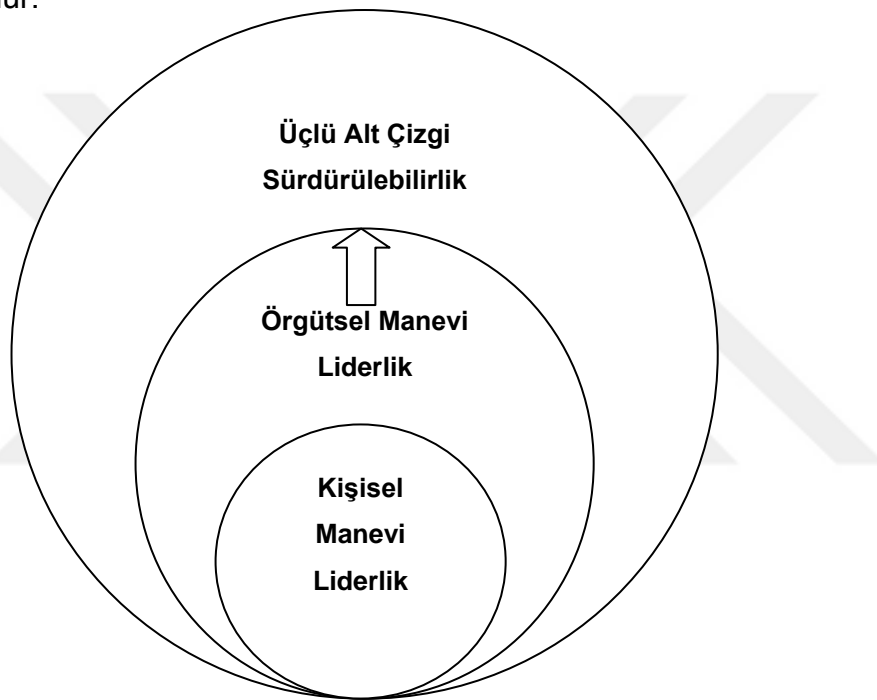 Üçlü Alt Çizgi
Sürdürülebilirlik
Örgütsel Manevi
Liderlik
Kişisel
Manevi
Liderlik